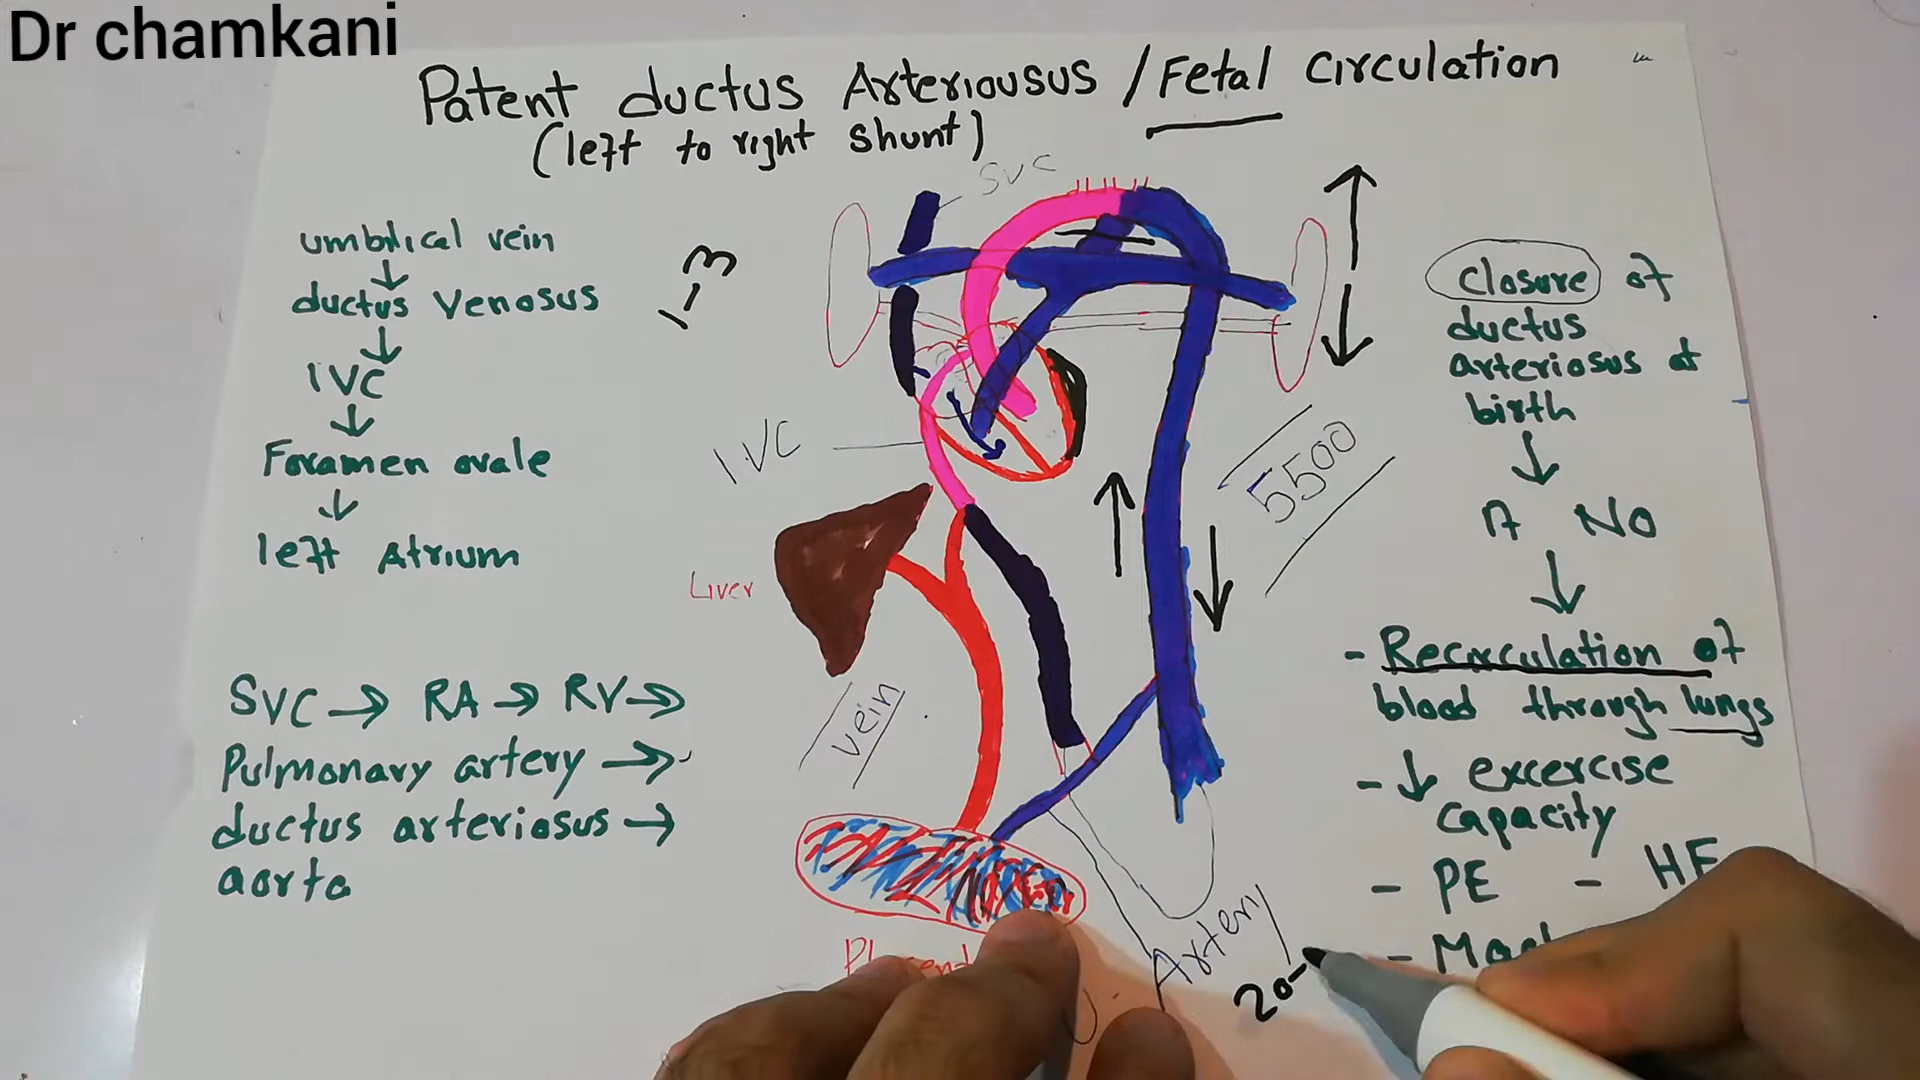 Dr chamkani
Patent ductus Arteriousus / Fetal Circulation
(left to right shunt)
SVC
umbilical vein
↓
ductus Venosus
↓
IVC
↓
Foramen ovale
↓
left Atrium
1-3
IVC
Liver
vein
5500
SVC → RA → RV →
Pulmonary artery →
ductus arteriosus →
aorta
closure of
ductus
arteriosus at
birth
↓
NO
↓
- Recirculation of
blood through lungs
- ↓ excercise
capacity
- PE - HF
Artery
20-